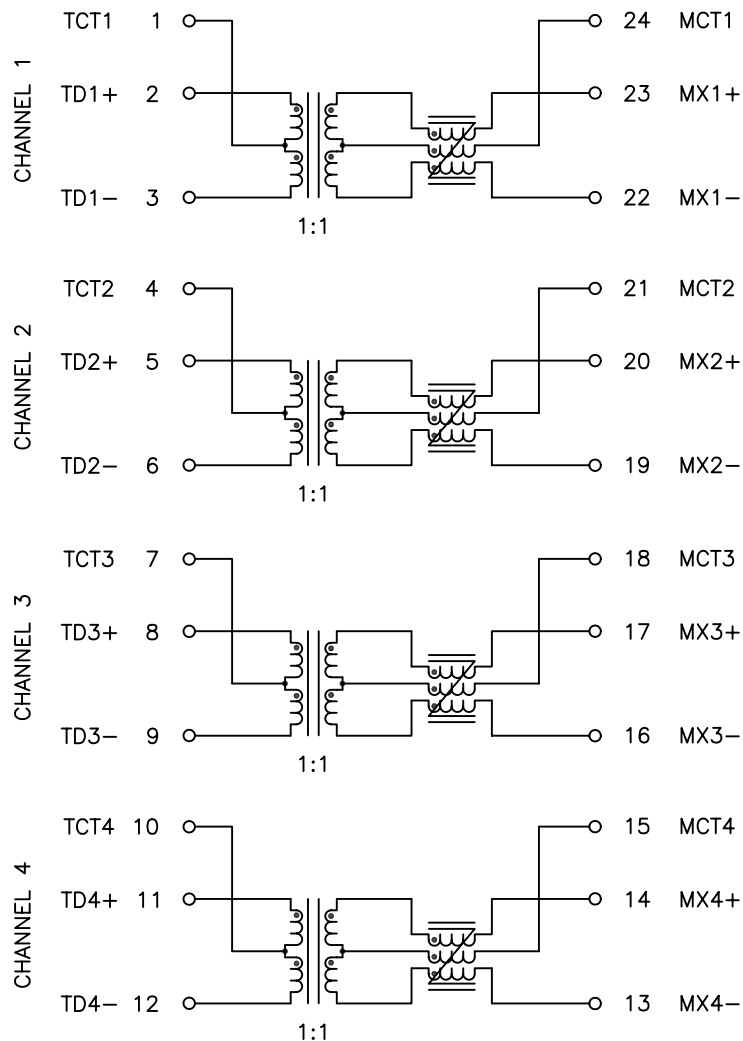 CHANNEL 1
TCT1 1 24 MCT1
TD1+ 2 23 MX1+
TD1− 3 22 MX1−
1:1
CHANNEL 2
TCT2 4 21 MCT2
TD2+ 5 20 MX2+
TD2− 6 19 MX2−
1:1
CHANNEL 3
TCT3 7 18 MCT3
TD3+ 8 17 MX3+
TD3− 9 16 MX3−
1:1
CHANNEL 4
TCT4 10 15 MCT4
TD4+ 11 14 MX4+
TD4− 12 13 MX4−
1:1